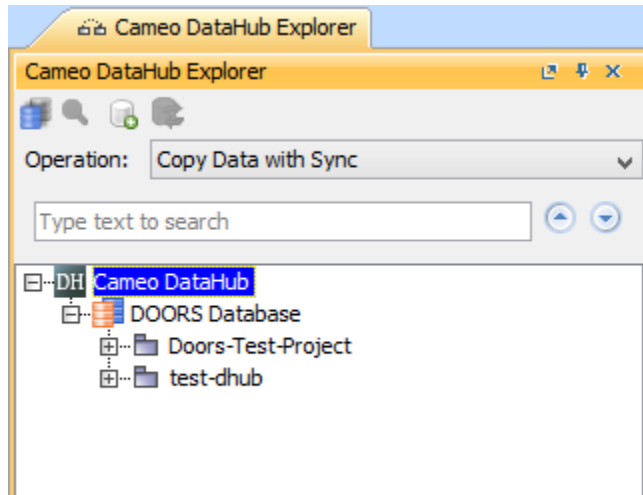 Cameo DataHub Explorer
Cameo DataHub Explorer
Operation: Copy Data with Sync
Type text to search
DH Cameo DataHub
DOORS Database
Doors-Test-Project
test-dhub